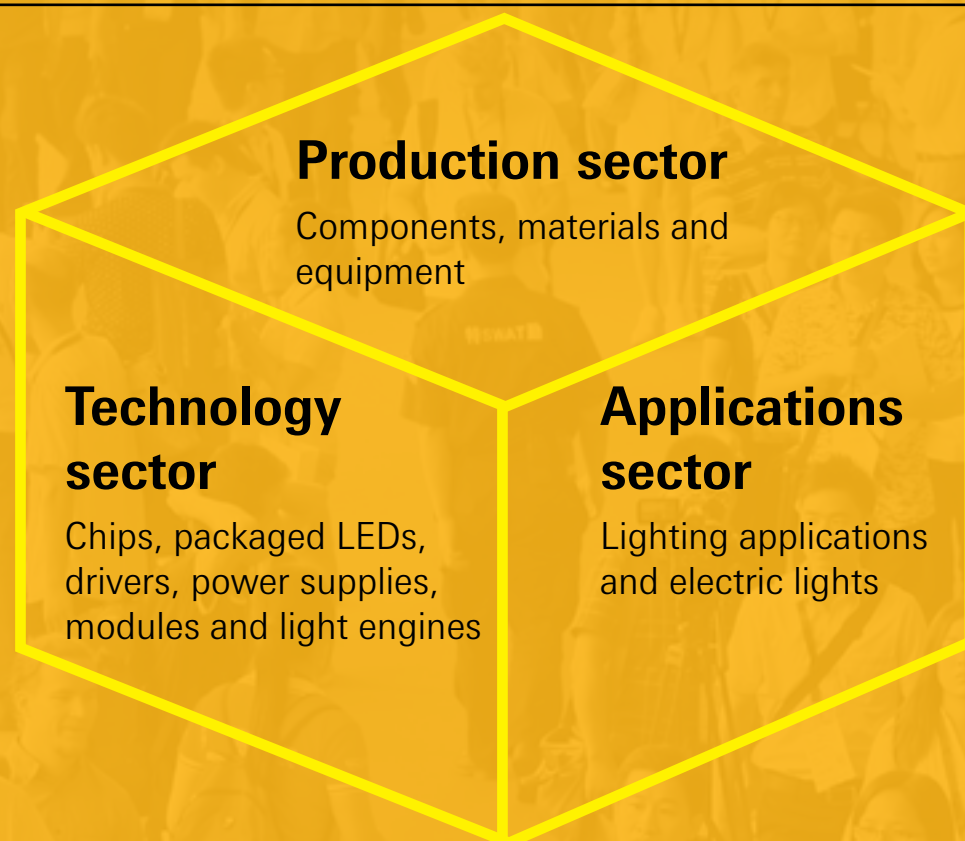 Production sector
Components, materials and
equipment
Technology
sector
Chips, packaged LEDs,
drivers, power supplies,
modules and light engines
Applications
sector
Lighting applications
and electric lights